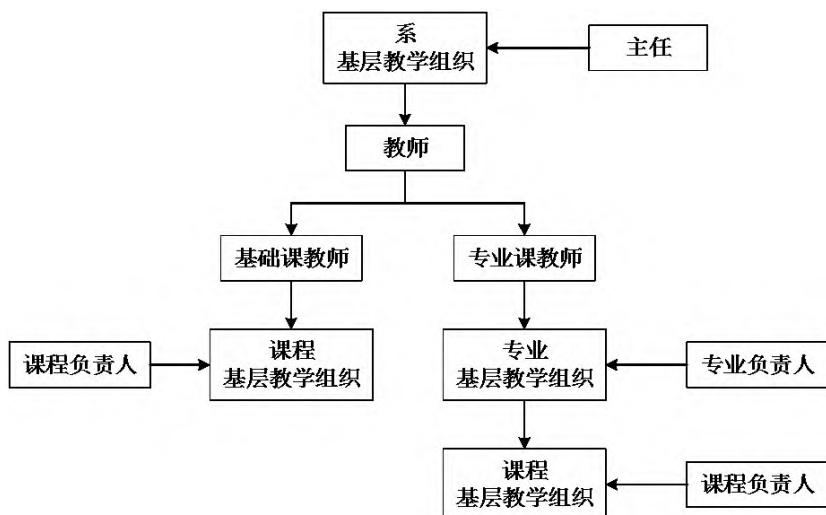 系
基层教学组织
主任
教师
基础课教师
专业课教师
课程负责人
课程
基层教学组织
专业
基层教学组织
专业负责人
课程
基层教学组织
课程负责人